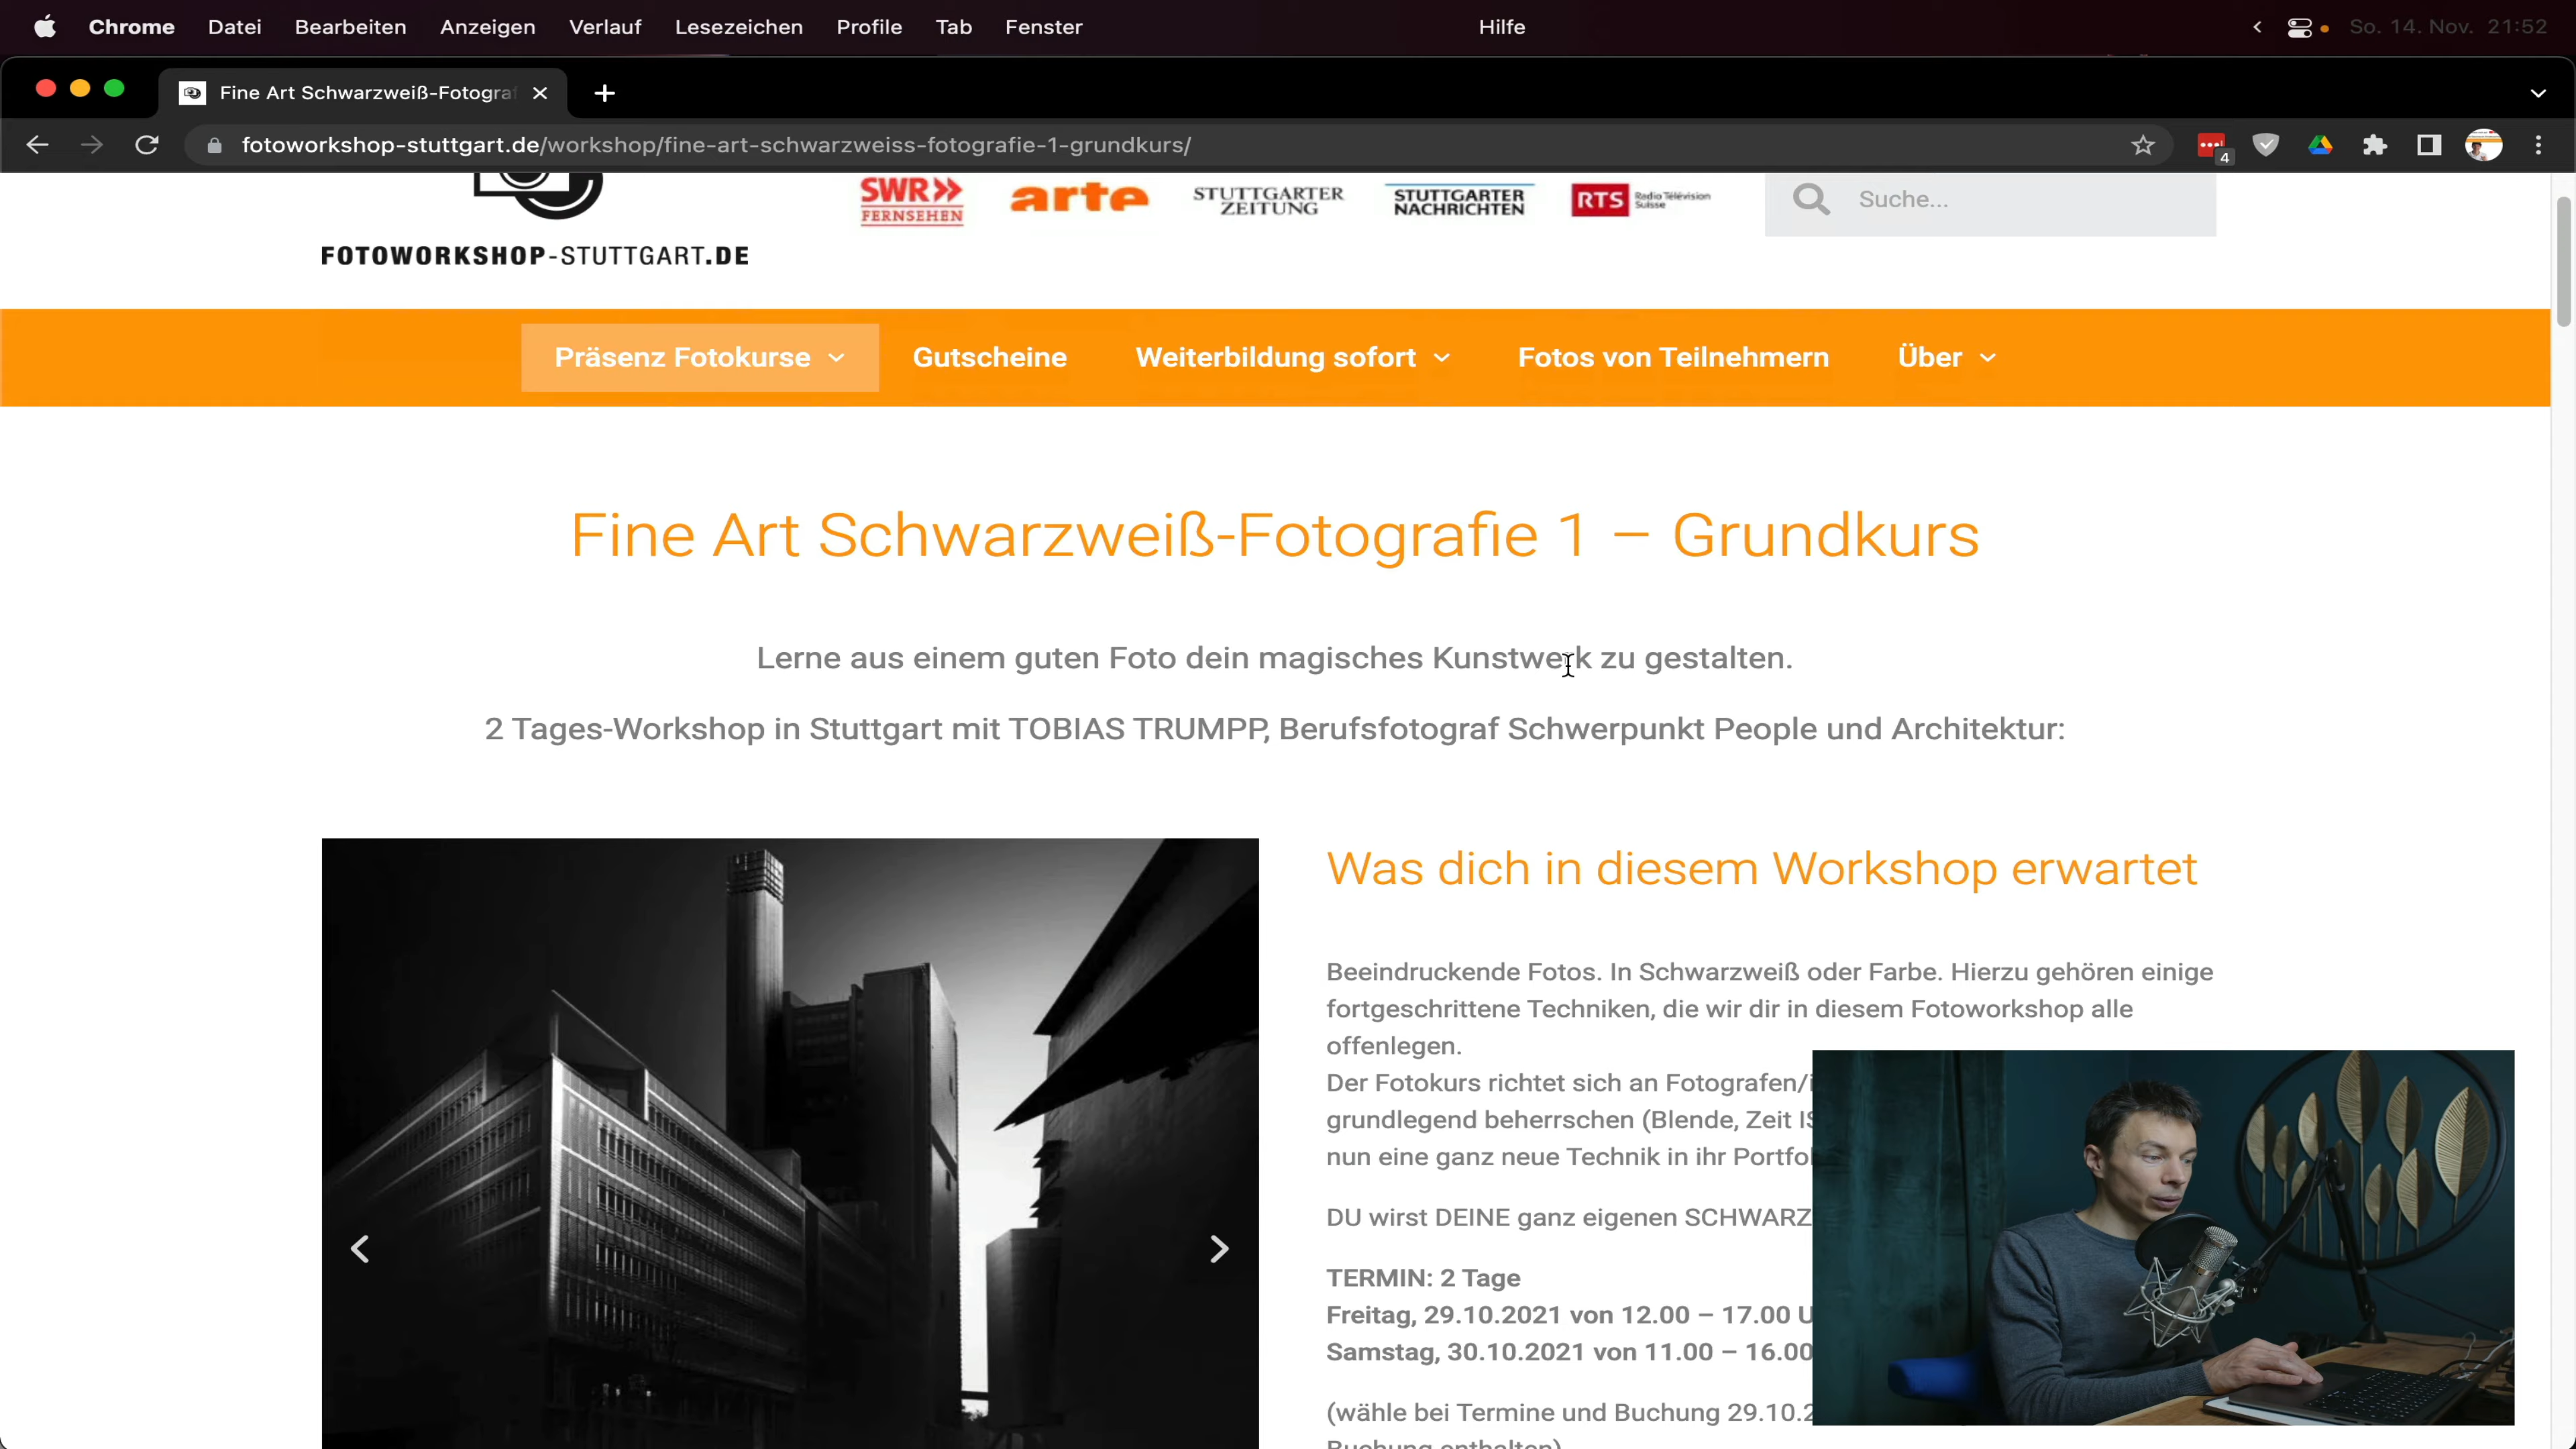 Chrome Datei Bearbeiten Anzeigen Verlauf Lesezeichen Profile Tab Fenster Hilfe So. 14. Nov. 21:52
Fine Art Schwarzweiß-Fotograf
fotoworkshop-stuttgart.de/workshop/fine-art-schwarzweiss-fotografie-1-grundkurs/
4
FOTOWORKSHOP-STUTTGART.DE
SWR»
FERNSEHEN
arte
STUTTGARTER
ZEITUNG
STUTTGARTER
NACHRICHTEN
RTS Radio Télévision
Suisse
Suche...
Präsenz Fotokurse Gutscheine Weiterbildung sofort Fotos von Teilnehmern Über
Fine Art Schwarzweiß-Fotografie 1 – Grundkurs
Lerne aus einem guten Foto dein magisches Kunstwerk zu gestalten.
2 Tages-Workshop in Stuttgart mit TOBIAS TRUMPP, Berufsfotograf Schwerpunkt People und Architektur:
Was dich in diesem Workshop erwartet
Beeindruckende Fotos. In Schwarzweiß oder Farbe. Hierzu gehören einige
fortgeschrittene Techniken, die wir dir in diesem Fotoworkshop alle
offenlegen.
Der Fotokurs richtet sich an Fotografen/i
grundlegend beherrschen (Blende, Zeit IS
nun eine ganz neue Technik in ihr Portfol
DU wirst DEINE ganz eigenen SCHWARZ
TERMIN: 2 Tage
Freitag, 29.10.2021 von 12.00 – 17.00 U
Samstag, 30.10.2021 von 11.00 – 16.00
(wähle bei Termine und Buchung 29.10.2
Buchung enthalten)